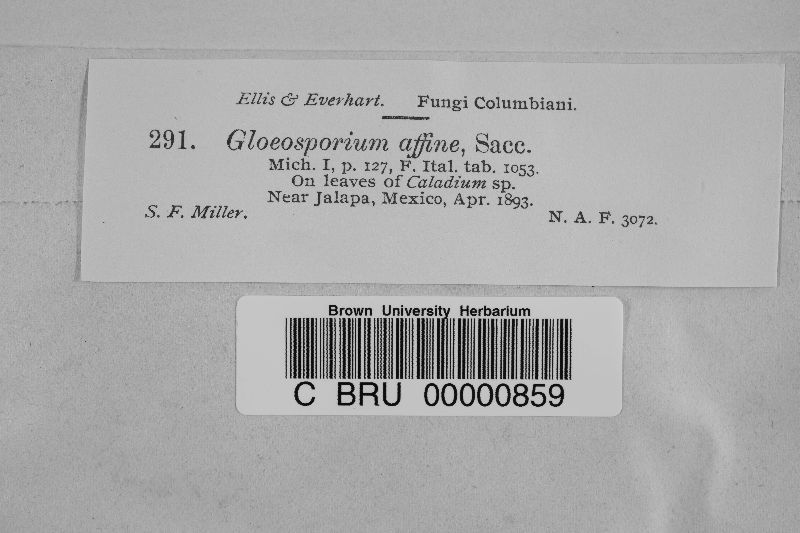 Ellis & Everhart. Fungi Columbiani.
291. Gloeosporium affine, Sacc.
Mich. I, p. 127, F. Ital. tab. 1053.
On leaves of Caladium sp.
Near Jalapa, Mexico, Apr. 1893.
S. F. Miller. N. A. F. 3072.
Brown University Herbarium
C BRU 00000859